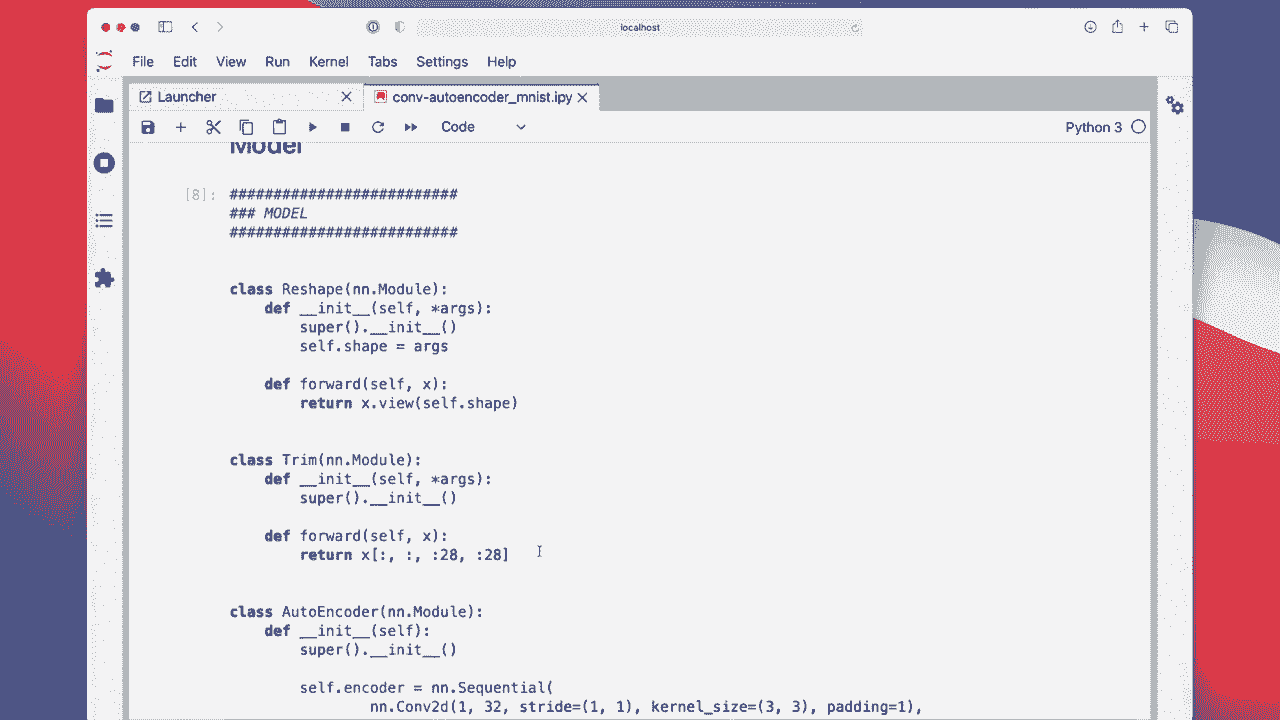 localhost
File Edit View Run Kernel Tabs Settings Help
Launcher conv-autoencoder_mnist.ipy
Code Python 3
Model
[8]: ##########################
### MODEL
##########################
class Reshape(nn.Module):
def __init__(self, *args):
super().__init__()
self.shape = args
def forward(self, x):
return x.view(self.shape)
class Trim(nn.Module):
def __init__(self, *args):
super().__init__()
def forward(self, x):
return x[:, :, :28, :28]
class AutoEncoder(nn.Module):
def __init__(self):
super().__init__()
self.encoder = nn.Sequential(
nn.Conv2d(1, 32, stride=(1, 1), kernel_size=(3, 3), padding=1),